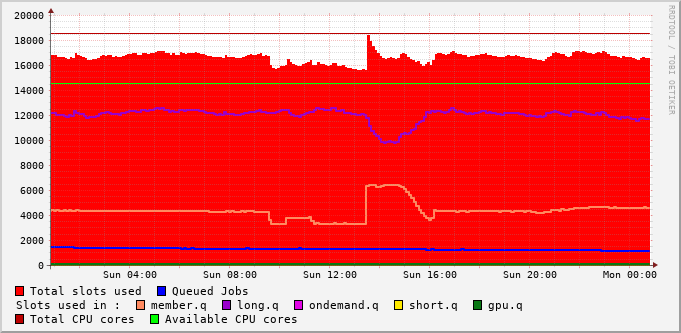 20000
18000
16000
14000
12000
10000
8000
6000
4000
2000
0
Sun 04:00 Sun 08:00 Sun 12:00 Sun 16:00 Sun 20:00 Mon 00:00
RRDTOOL / TOBI OETIKER
Total slots used Queued Jobs
Slots used in : member.q long.q ondemand.q short.q gpu.q
Total CPU cores Available CPU cores